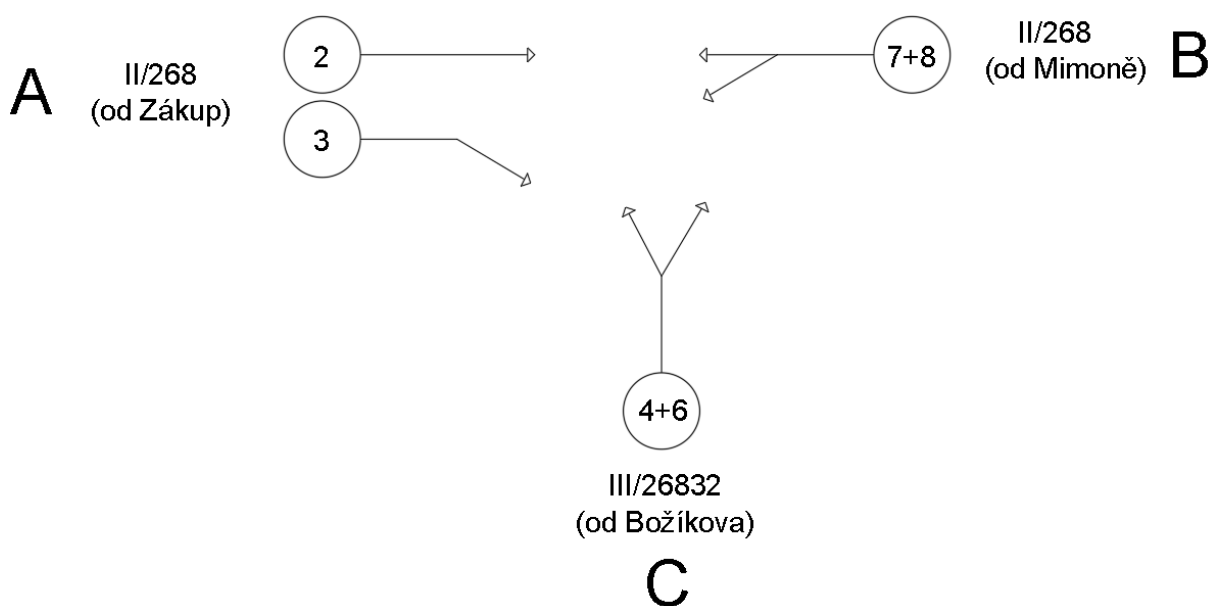 A
II/268
(od Zákup)
2
3
7+8
II/268
(od Mimoně)
B
4+6
III/26832
(od Božíkova)
C